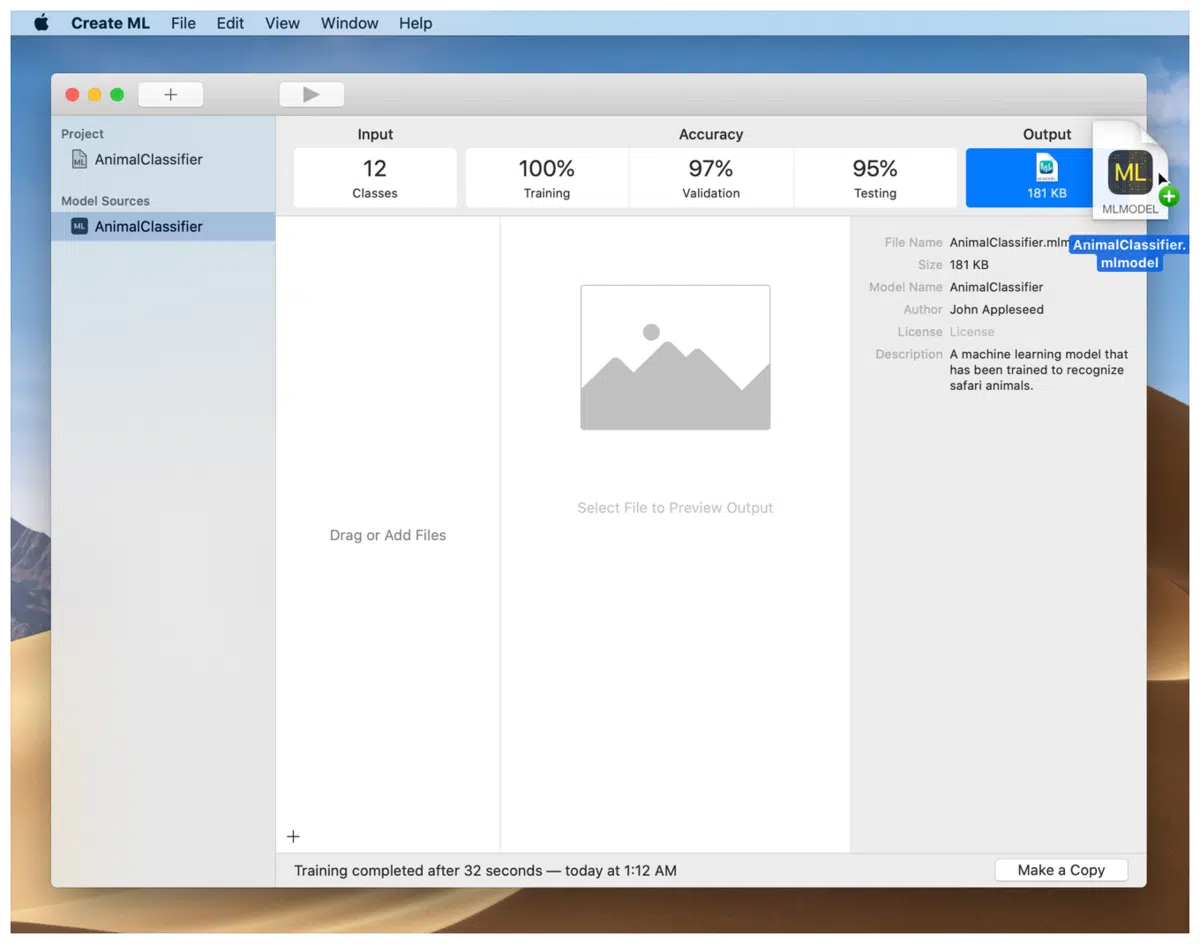 Create ML File Edit View Window Help
Project
AnimalClassifier
Model Sources
AnimalClassifier
Input
12
Classes
Accuracy
100%
Training
97%
Validation
95%
Testing
Output
181 KB
ML
MLMODEL
AnimalClassifier.
mlmodel
Drag or Add Files
Select File to Preview Output
File Name AnimalClassifier.mlm
Size 181 KB
Model Name AnimalClassifier
Author John Appleseed
License License
Description A machine learning model that
has been trained to recognize
safari animals.
Training completed after 32 seconds — today at 1:12 AM
Make a Copy